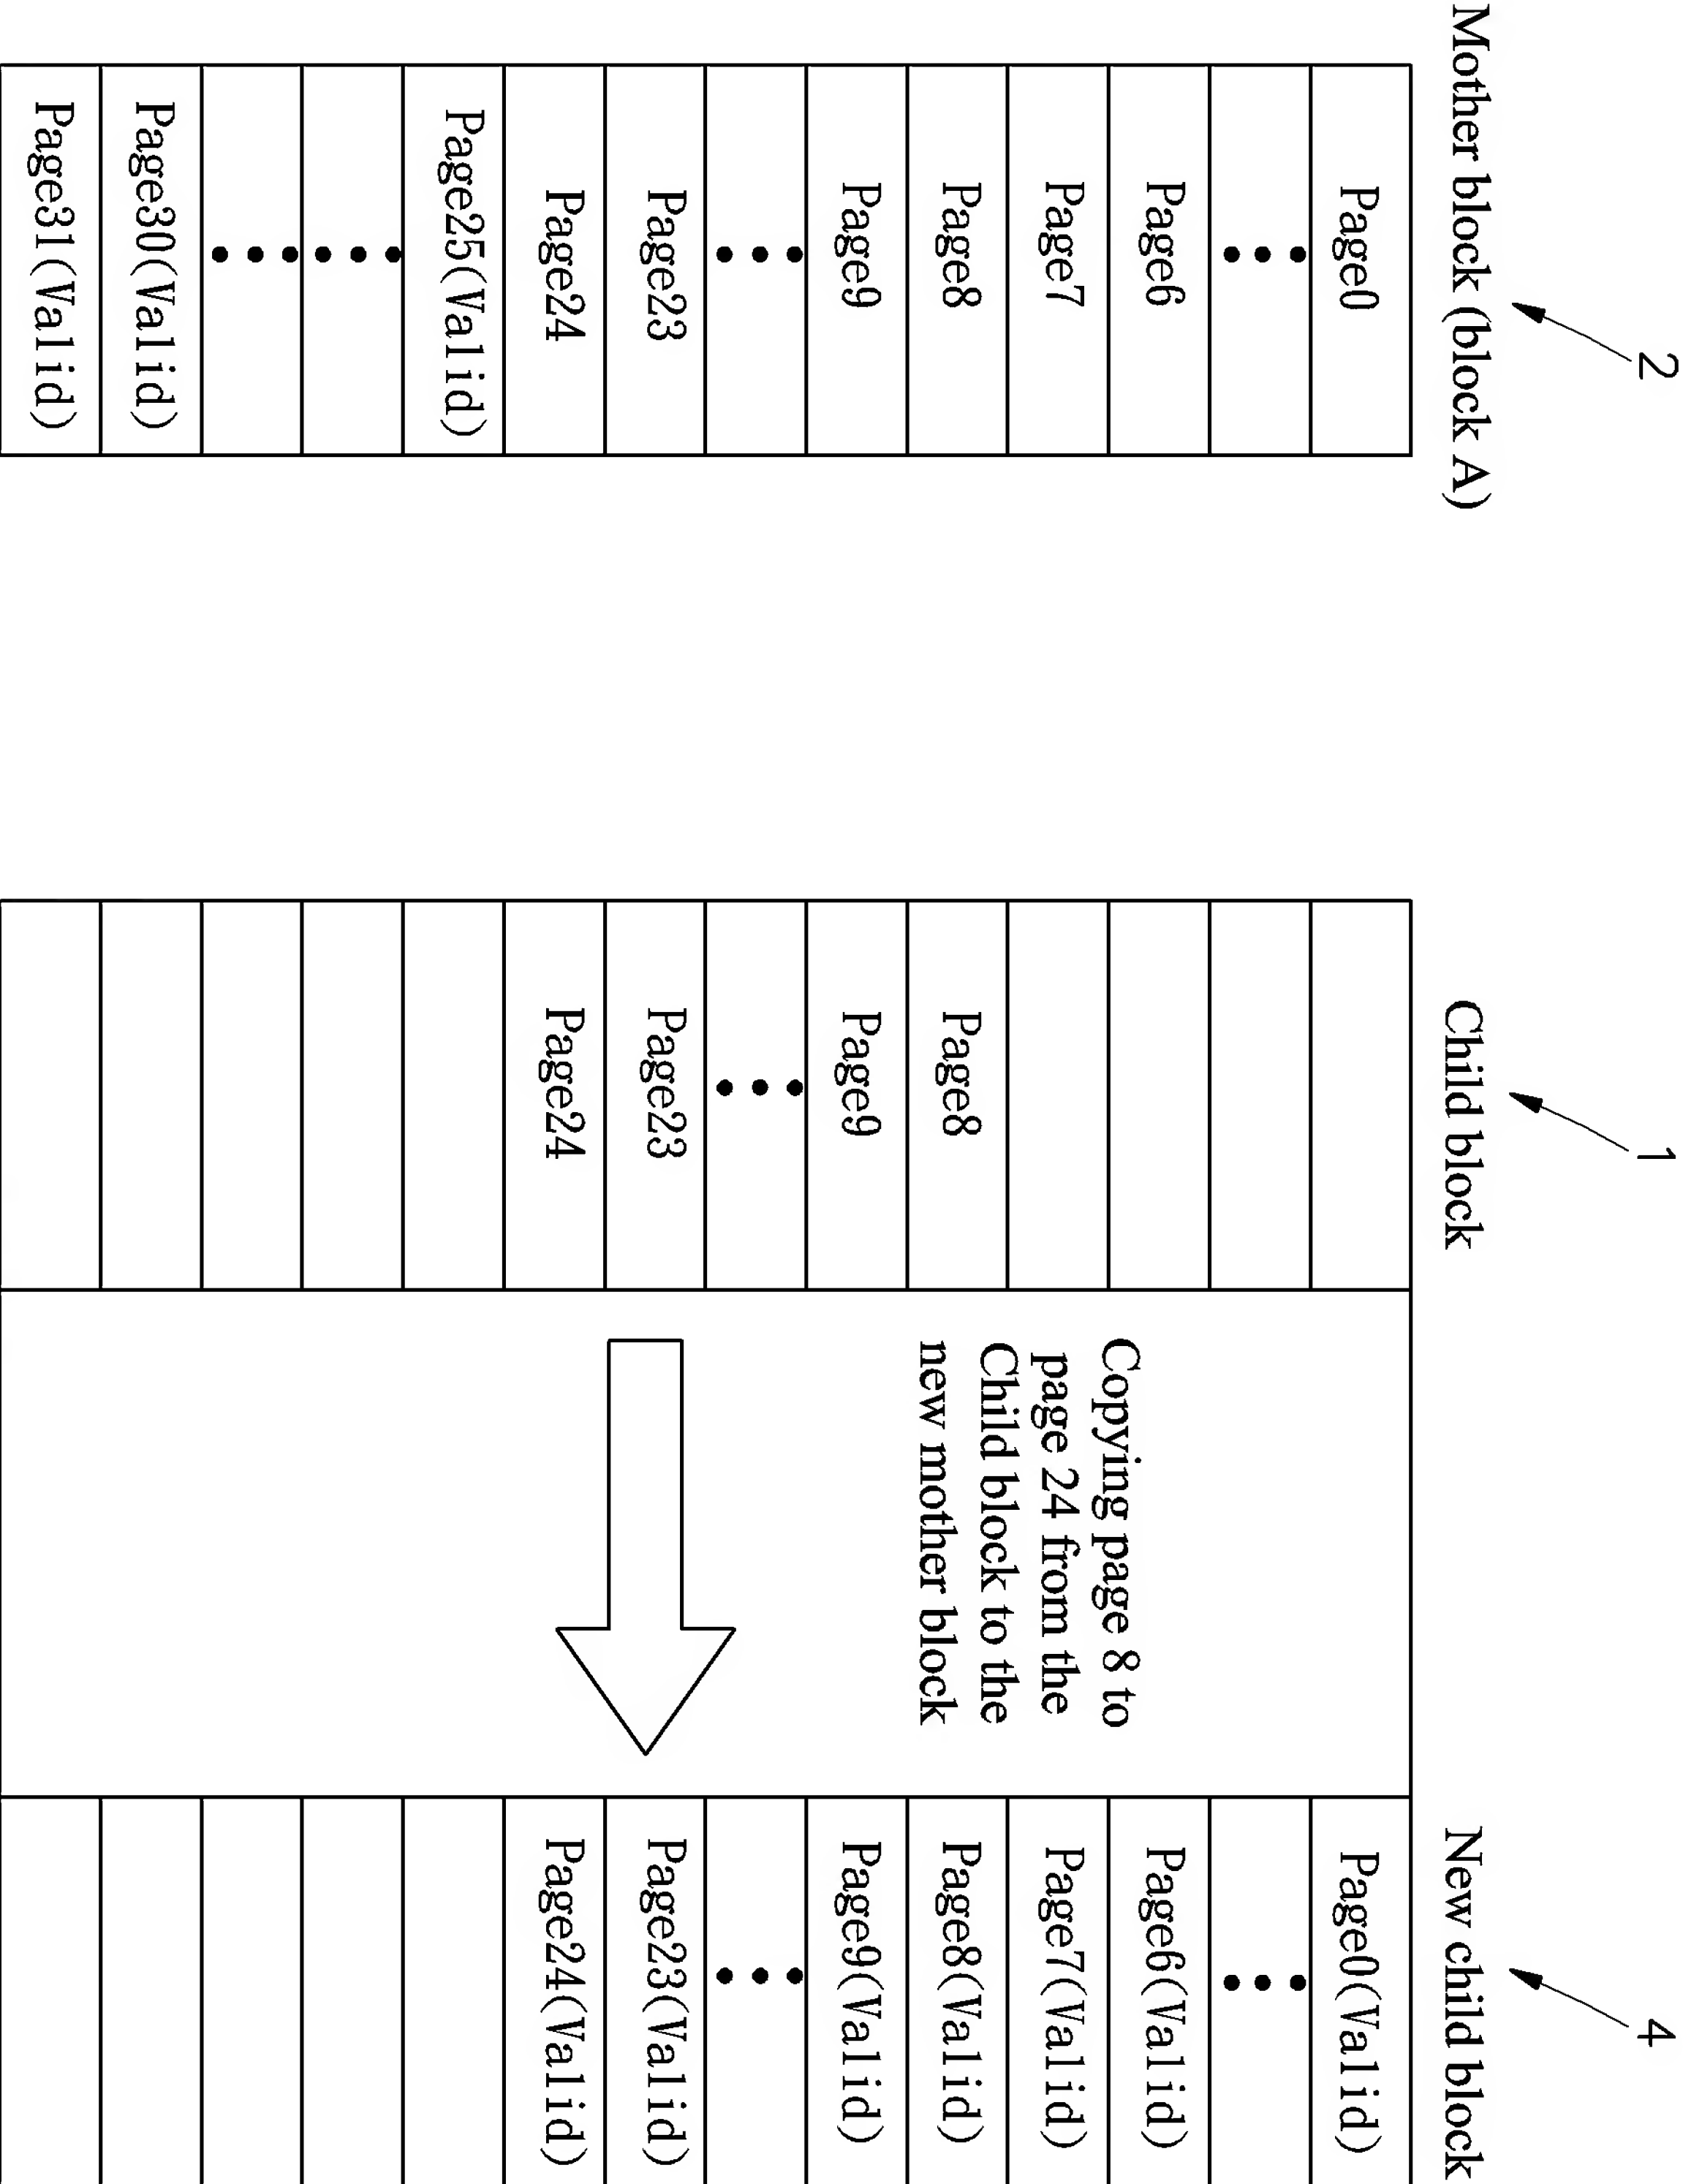 2
Mother block (block A)
Page0
Page6
Page7
Page8
Page9
Page23
Page24
Page25(Valid)
Page30(Valid)
Page31(Valid)
1
Child block
Page8
Page9
Page23
Page24
Copying page 8 to
page 24 from the
Child block to the
new mother block
4
New child block
Page0(Valid)
Page6(Valid)
Page7(Valid)
Page8(Valid)
Page9(Valid)
Page23(Valid)
Page24(Valid)